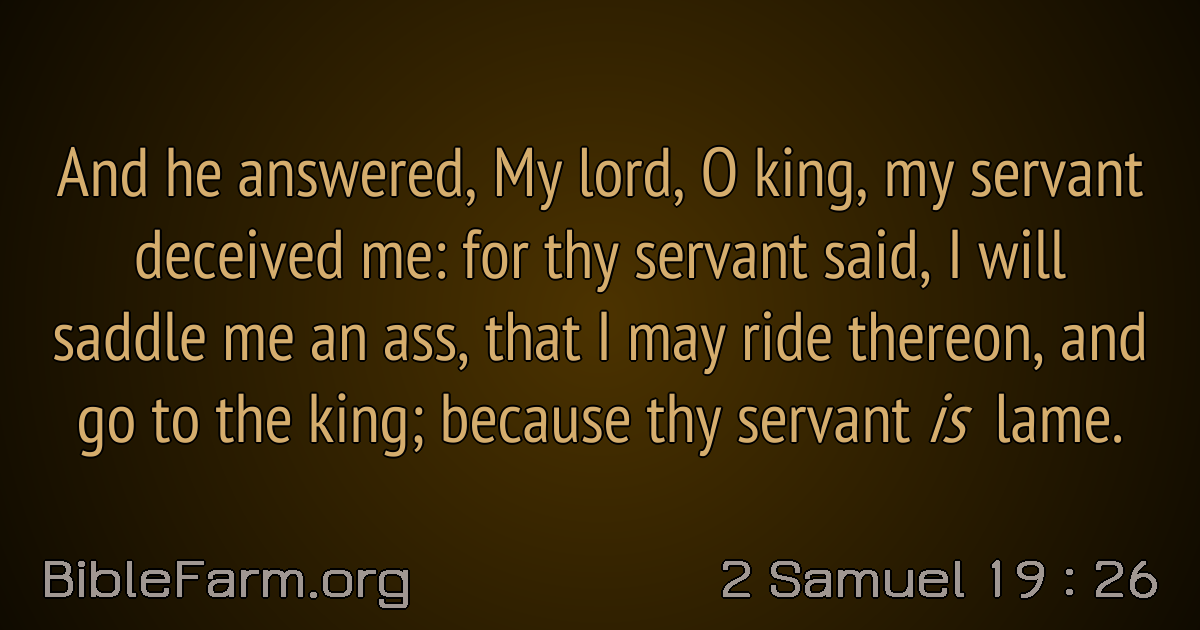 And he answered, My lord, O king, my servant
deceived me: for thy servant said, I will
saddle me an ass, that I may ride thereon, and
go to the king; because thy servant is lame.
BibleFarm.org
2 Samuel 19 : 26